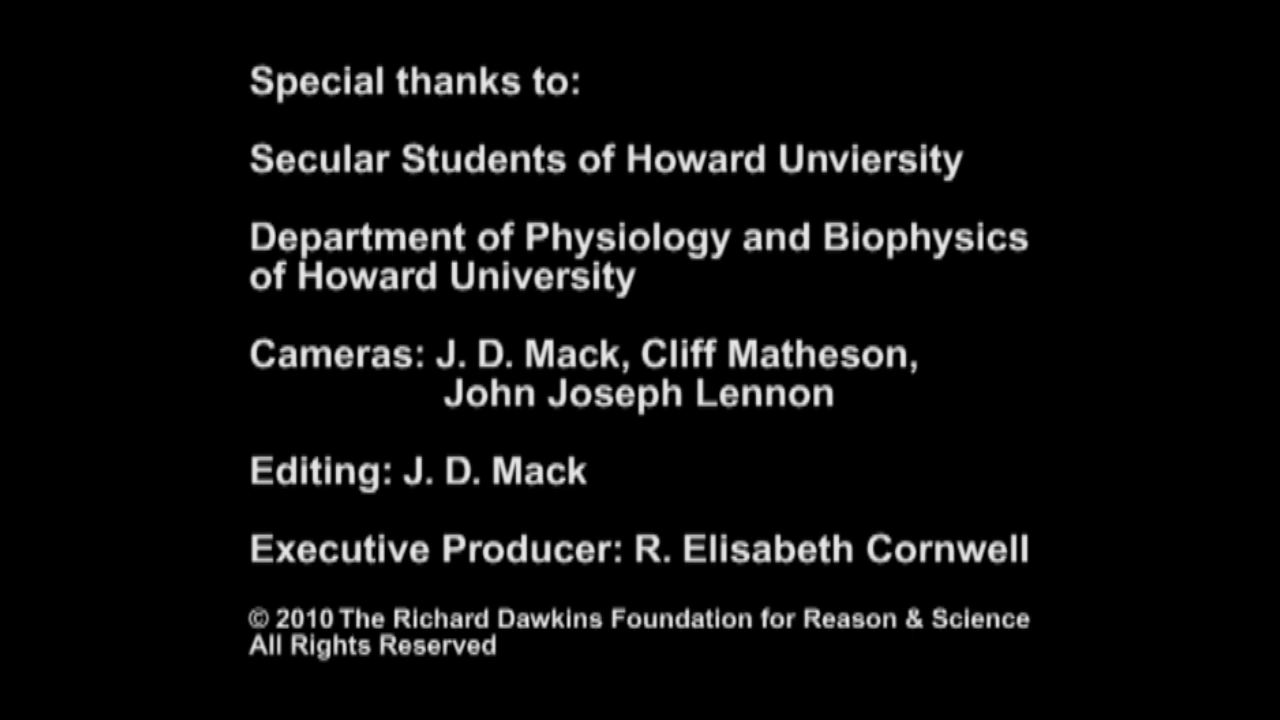 Special thanks to:
Secular Students of Howard Unviersity
Department of Physiology and Biophysics
of Howard University
Cameras: J. D. Mack, Cliff Matheson,
John Joseph Lennon
Editing: J. D. Mack
Executive Producer: R. Elisabeth Cornwell
© 2010 The Richard Dawkins Foundation for Reason & Science
All Rights Reserved